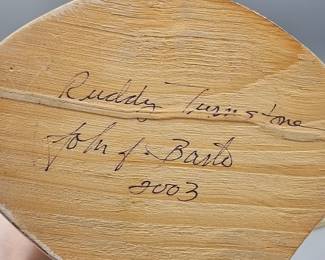 Ruddy Turnstone
John J. Basto
2003